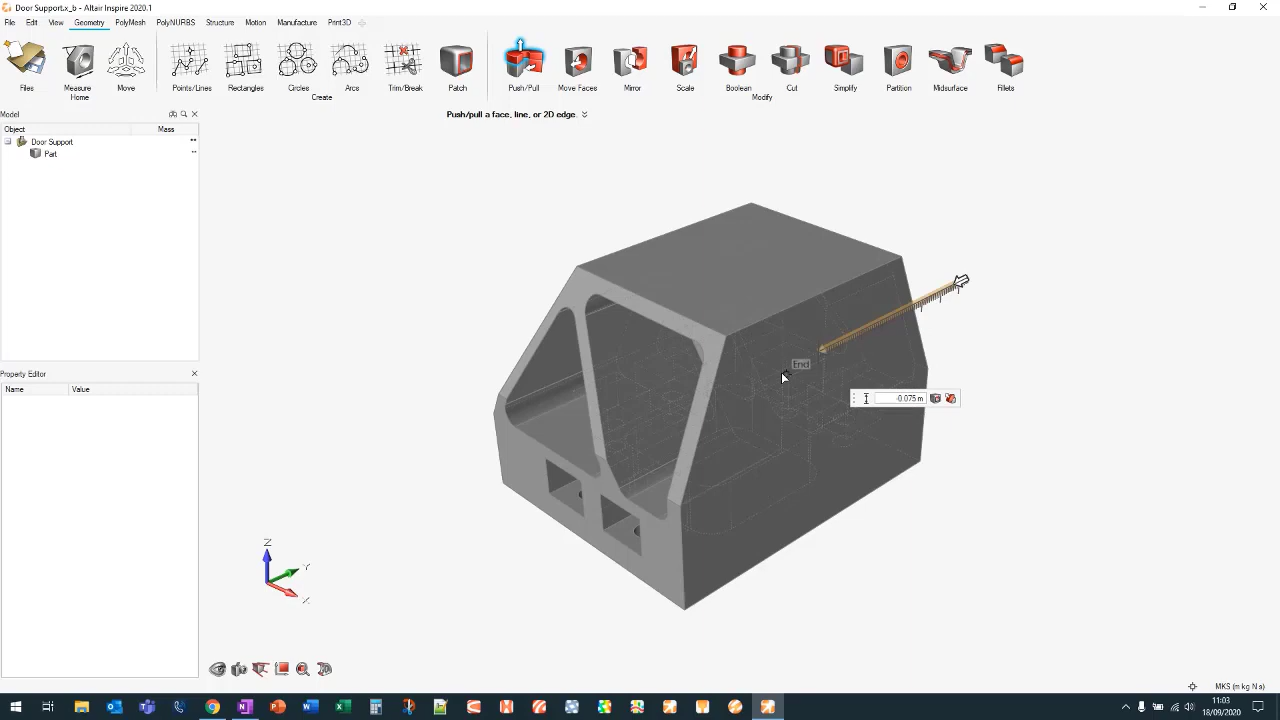 Door Support.x_b - Altair Inspire 2020.1
File Edit View Geometry PolyMesh PolyNURBS Structure Motion Manufacture Print3D
Files Measure Move Points/Lines Rectangles Circles Arcs Trim/Break Patch Push/Pull Move Faces Mirror Scale Boolean Cut Simplify Partition Midsurface Fillets
Home Create Modify
Model
Push/pull a face, line, or 2D edge.
Object Mass
Door Support
Part
Property Editor
Name Value
End
-0.075 m
Z
Y
X
MKS (m kg N s)
11:03
18/09/2020